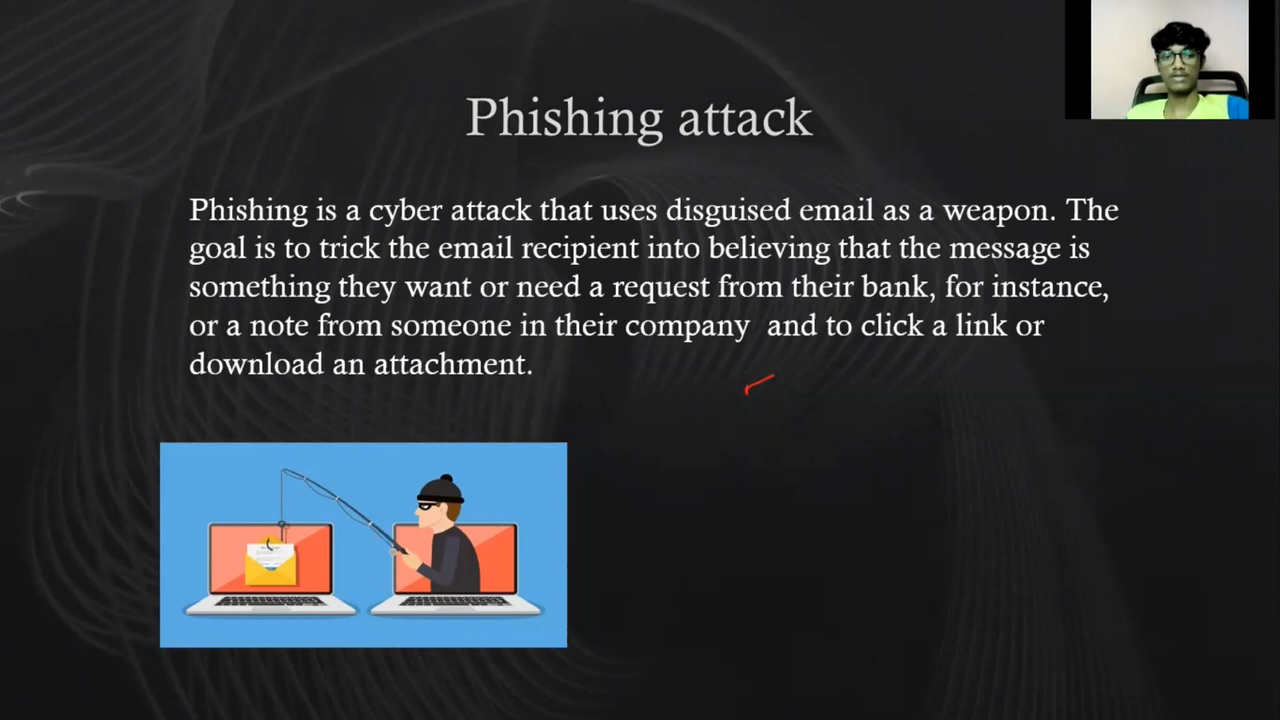 Phishing attack
Phishing is a cyber attack that uses disguised email as a weapon. The
goal is to trick the email recipient into believing that the message is
something they want or need a request from their bank, for instance,
or a note from someone in their company  and to click a link or
download an attachment.